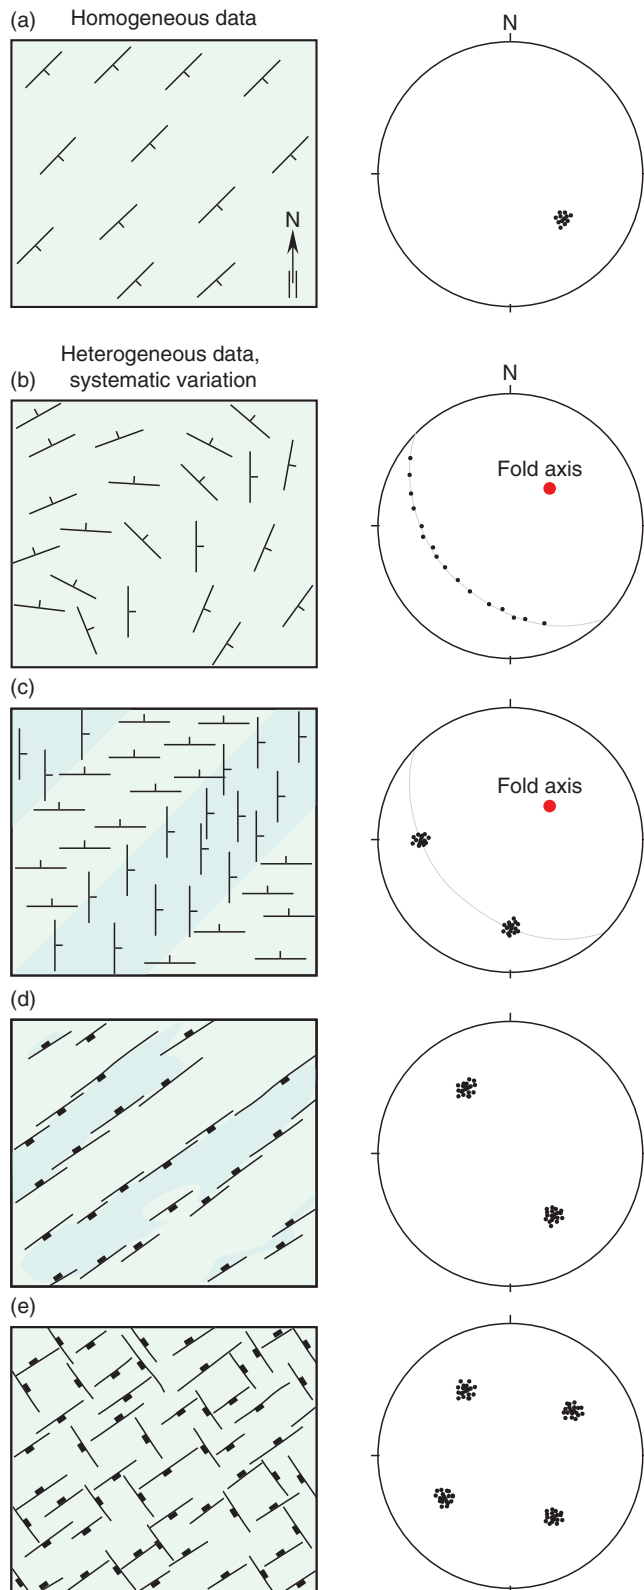 (a) Homogeneous data
N
N
Heterogeneous data,
(b) systematic variation
N
Fold axis
(c)
Fold axis
(d)
(e)